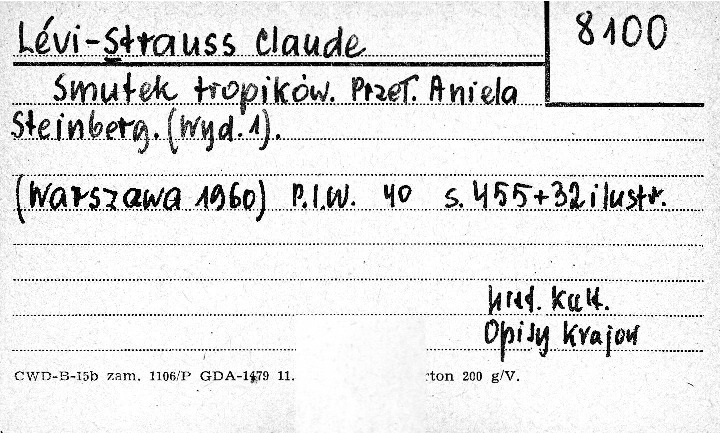 Lévi-Strauss Claude
8100
Smutek tropików. Przeł. Aniela
Steinberg. (Wyd. 1).
(Warszawa 1960) P.I.W. 40 s. 455+32 ilustr.
Kult.
Opisy Krajów
CWD-B-15b zam. 1106/P GDA-1479 11. rton 200 g/V.